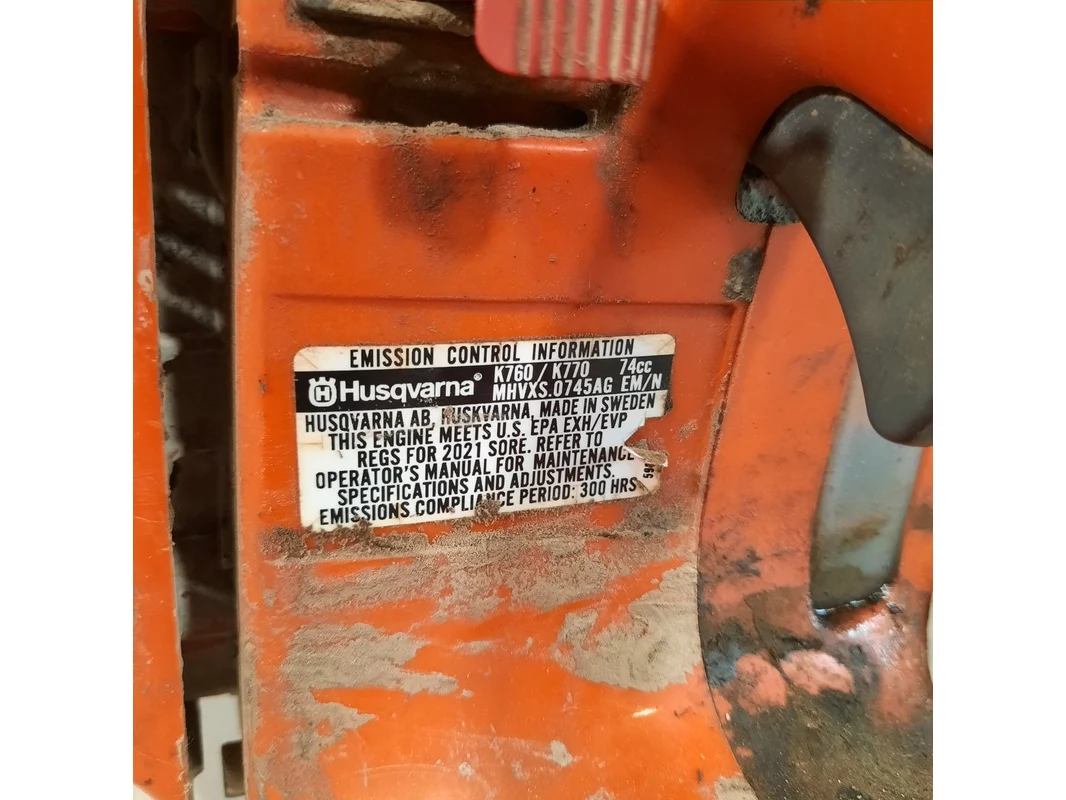 EMISSION CONTROL INFORMATION
Husqvarna® K760 / K770 74cc
MHVXS.0745AG EM/N
HUSQVARNA AB, HUSKVARNA, MADE IN SWEDEN
THIS ENGINE MEETS U.S. EPA EXH/EVP
REGS FOR 2021 SORE. REFER TO
OPERATOR'S MANUAL FOR MAINTENANCE
SPECIFICATIONS AND ADJUSTMENTS.
EMISSIONS COMPLIANCE PERIOD: 300 HRS